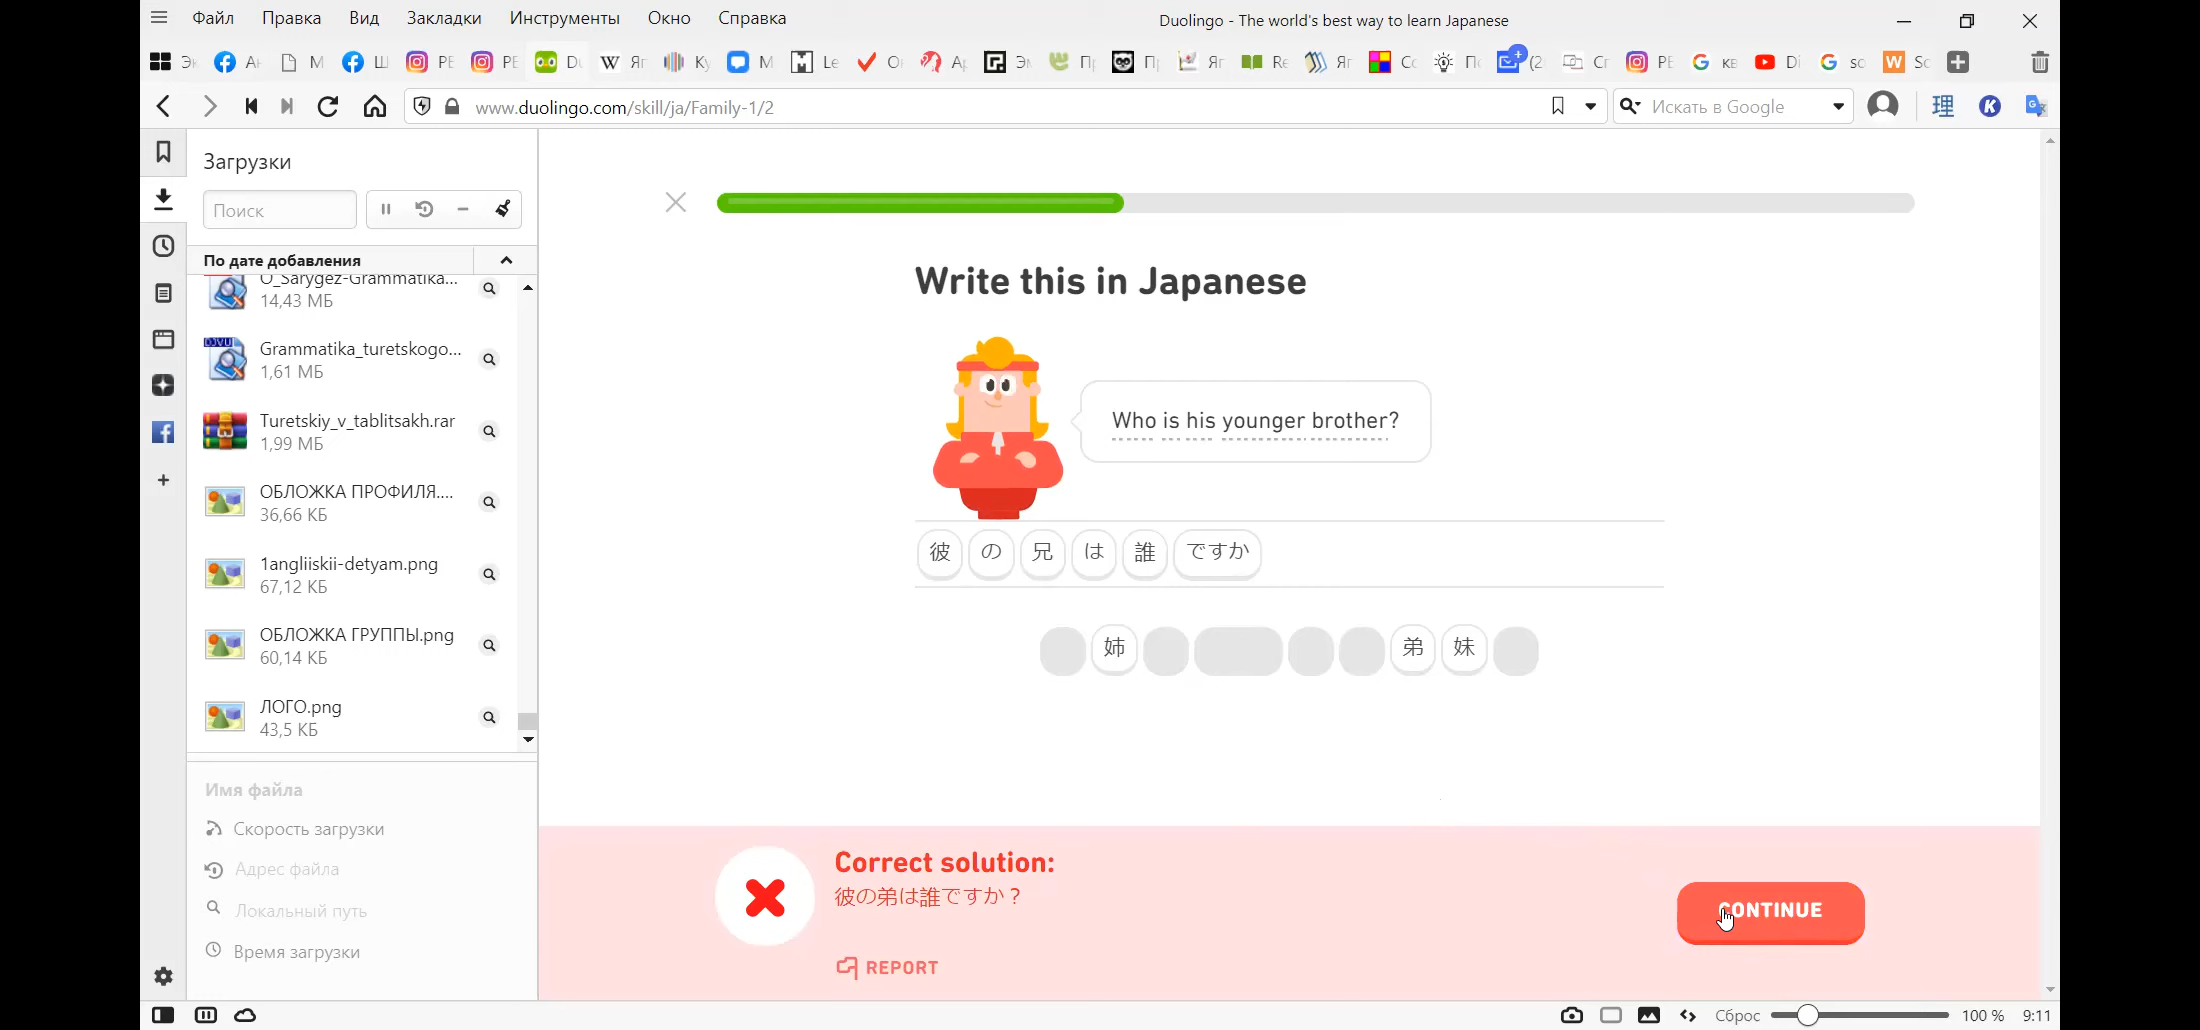 Файл Правка Вид Закладки Инструменты Окно Справка
Duolingo - The world's best way to learn Japanese
www.duolingo.com/skill/ja/Family-1/2
Искать в Google
理
Загрузки
Поиск
По дате добавления
O_Sarygez-Grammatika...
14,43 МБ
Grammatika_turetskogo...
1,61 МБ
Turetskiy_v_tablitsakh.rar
1,99 МБ
ОБЛОЖКА ПРОФИЛЯ....
36,66 КБ
1angliiskii-detyam.png
67,12 КБ
ОБЛОЖКА ГРУППЫ.png
60,14 КБ
ЛОГО.png
43,5 КБ
Имя файла
Скорость загрузки
Адрес файла
Локальный путь
Время загрузки
Write this in Japanese
Who is his younger brother?
彼 の 兄 は 誰 ですか
姉 弟 妹
Correct solution:
彼の弟は誰ですか？
REPORT
CONTINUE
Сброс 100 % 9:11